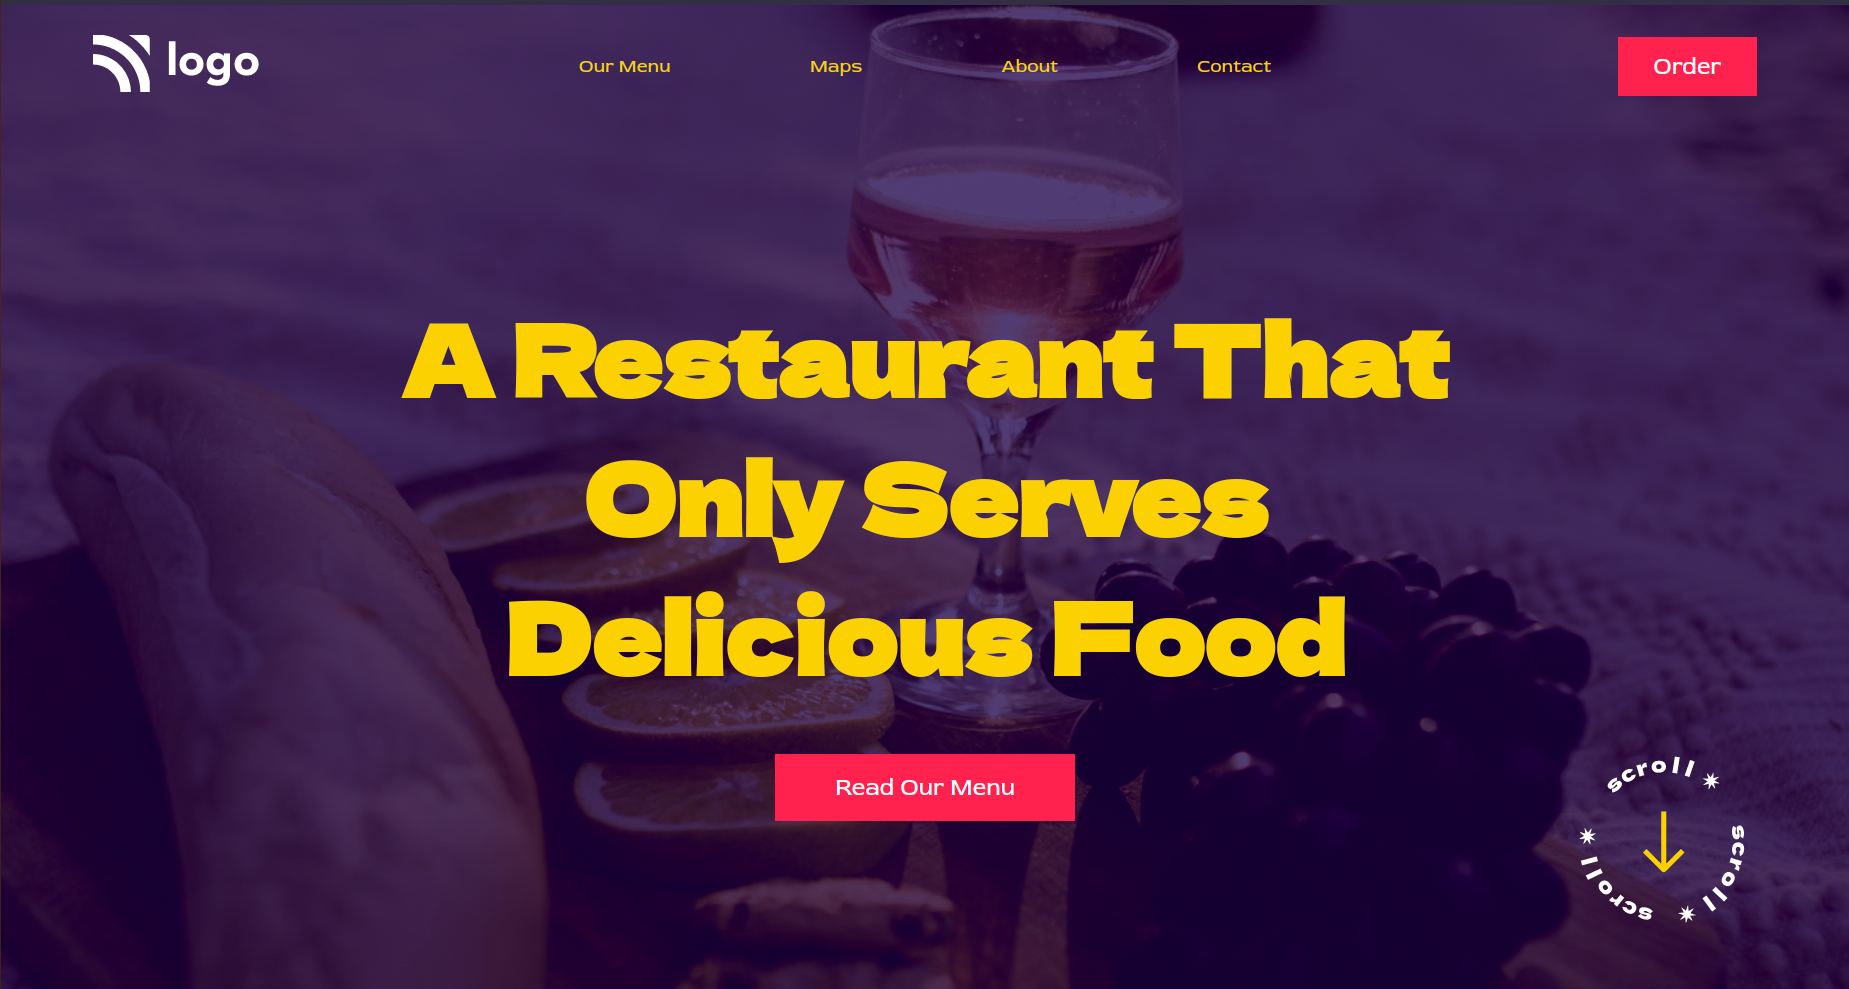 logo
Our Menu
Maps
About
Contact
Order
A Restaurant That
Only Serves
Delicious Food
Read Our Menu
scroll ✷ scroll ✷ scroll ✷